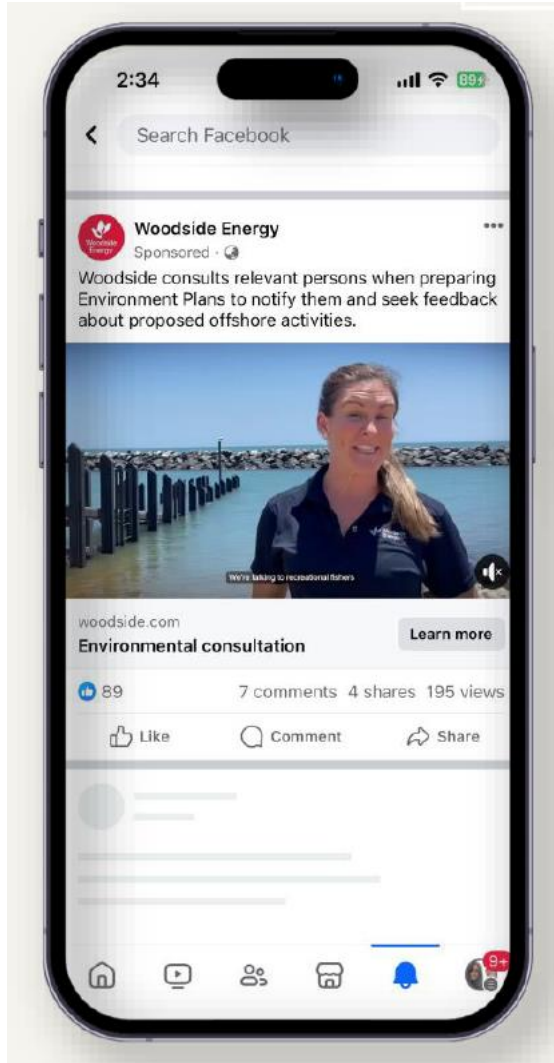 2:34
89
Search Facebook
Woodside Energy
Woodside Energy
Sponsored
Woodside consults relevant persons when preparing
Environment Plans to notify them and seek feedback
about proposed offshore activities.
We're talking to recreational fishers
woodside.com
Environmental consultation
Learn more
89
7 comments 4 shares 195 views
Like
Comment
Share
9+